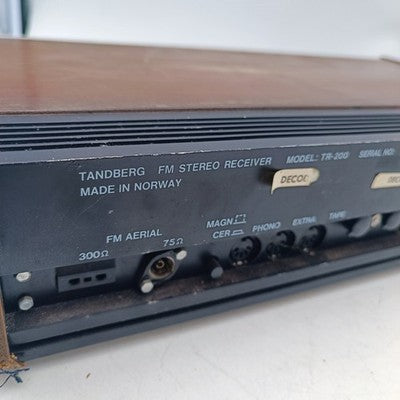 TANDBERG FM STEREO RECEIVER MODEL: TR-200 SERIAL NO:
MADE IN NORWAY
DECOD
DECO
FM AERIAL
300Ω
75Ω
MAGN.
CER.
PHONO
EXTRA
TAPE